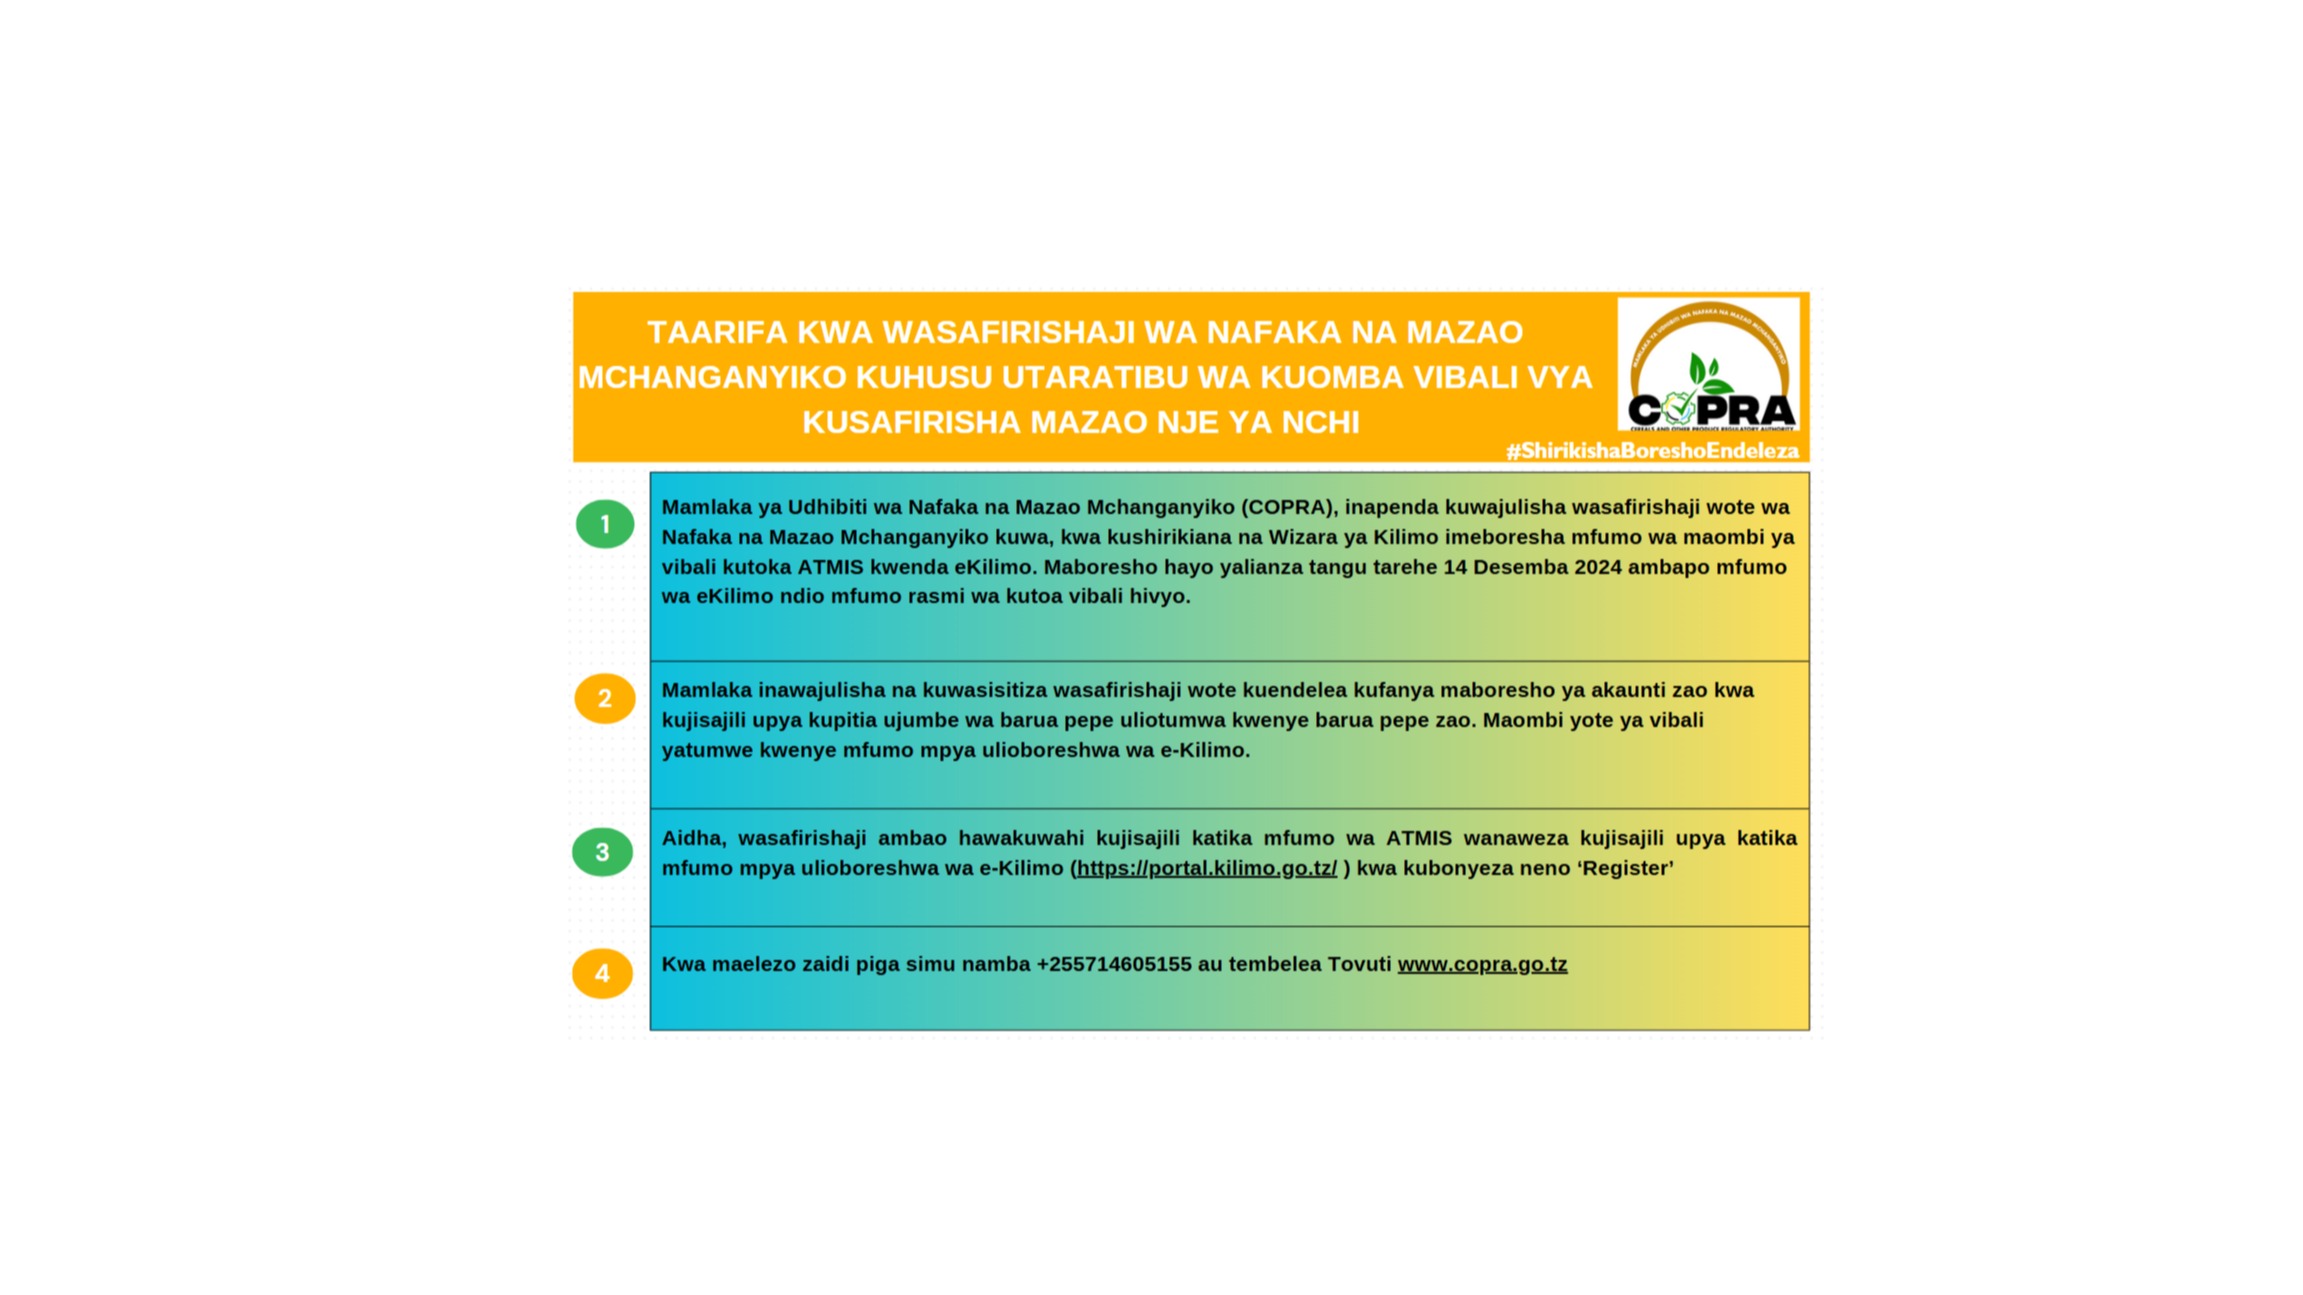 TAARIFA KWA WASAFIRISHAJI WA NAFAKA NA MAZAO
MCHANGANYIKO KUHUSU UTARATIBU WA KUOMBA VIBALI VYA
KUSAFIRISHA MAZAO NJE YA NCHI
MAMLAKA YA UDHIBITI WA NAFAKA NA MAZAO MCHANGANYIKO
COPRA
CEREALS AND OTHER PRODUCE REGULATORY AUTHORITY
#ShirikishaBoreshoEndeleza
1
Mamlaka ya Udhibiti wa Nafaka na Mazao Mchanganyiko (COPRA), inapenda kuwajulisha wasafirishaji wote wa
Nafaka na Mazao Mchanganyiko kuwa, kwa kushirikiana na Wizara ya Kilimo imeboresha mfumo wa maombi ya
vibali kutoka ATMIS kwenda eKilimo. Maboresho hayo yalianza tangu tarehe 14 Desemba 2024 ambapo mfumo
wa eKilimo ndio mfumo rasmi wa kutoa vibali hivyo.
2
Mamlaka inawajulisha na kuwasisitiza wasafirishaji wote kuendelea kufanya maboresho ya akaunti zao kwa
kujisajili upya kupitia ujumbe wa barua pepe uliotumwa kwenye barua pepe zao. Maombi yote ya vibali
yatumwe kwenye mfumo mpya ulioboreshwa wa e-Kilimo.
3
Aidha, wasafirishaji ambao hawakuwahi kujisajili katika mfumo wa ATMIS wanaweza kujisajili upya katika
mfumo mpya ulioboreshwa wa e-Kilimo (https://portal.kilimo.go.tz/ ) kwa kubonyeza neno ‘Register’
4
Kwa maelezo zaidi piga simu namba +255714605155 au tembelea Tovuti www.copra.go.tz